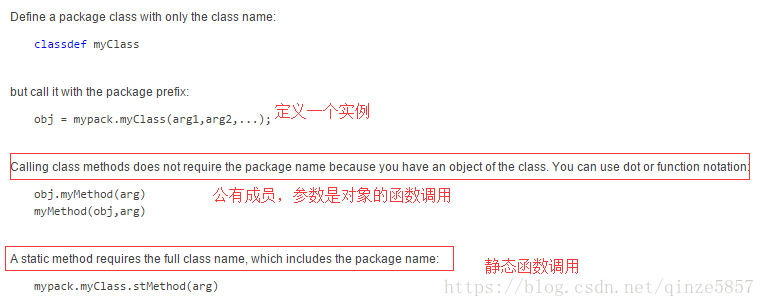 Define a package class with only the class name:
classdef myClass
but call it with the package prefix:
obj = mypack.myClass(arg1,arg2,...);
定义一个实例
Calling class methods does not require the package name because you have an object of the class. You can use dot or function notation:
obj.myMethod(arg)
公有成员，参数是对象的函数调用
myMethod(obj,arg)
A static method requires the full class name, which includes the package name:
静态函数调用
mypack.myClass.stMethod(arg)
https://blog.csdn.net/qinze5857